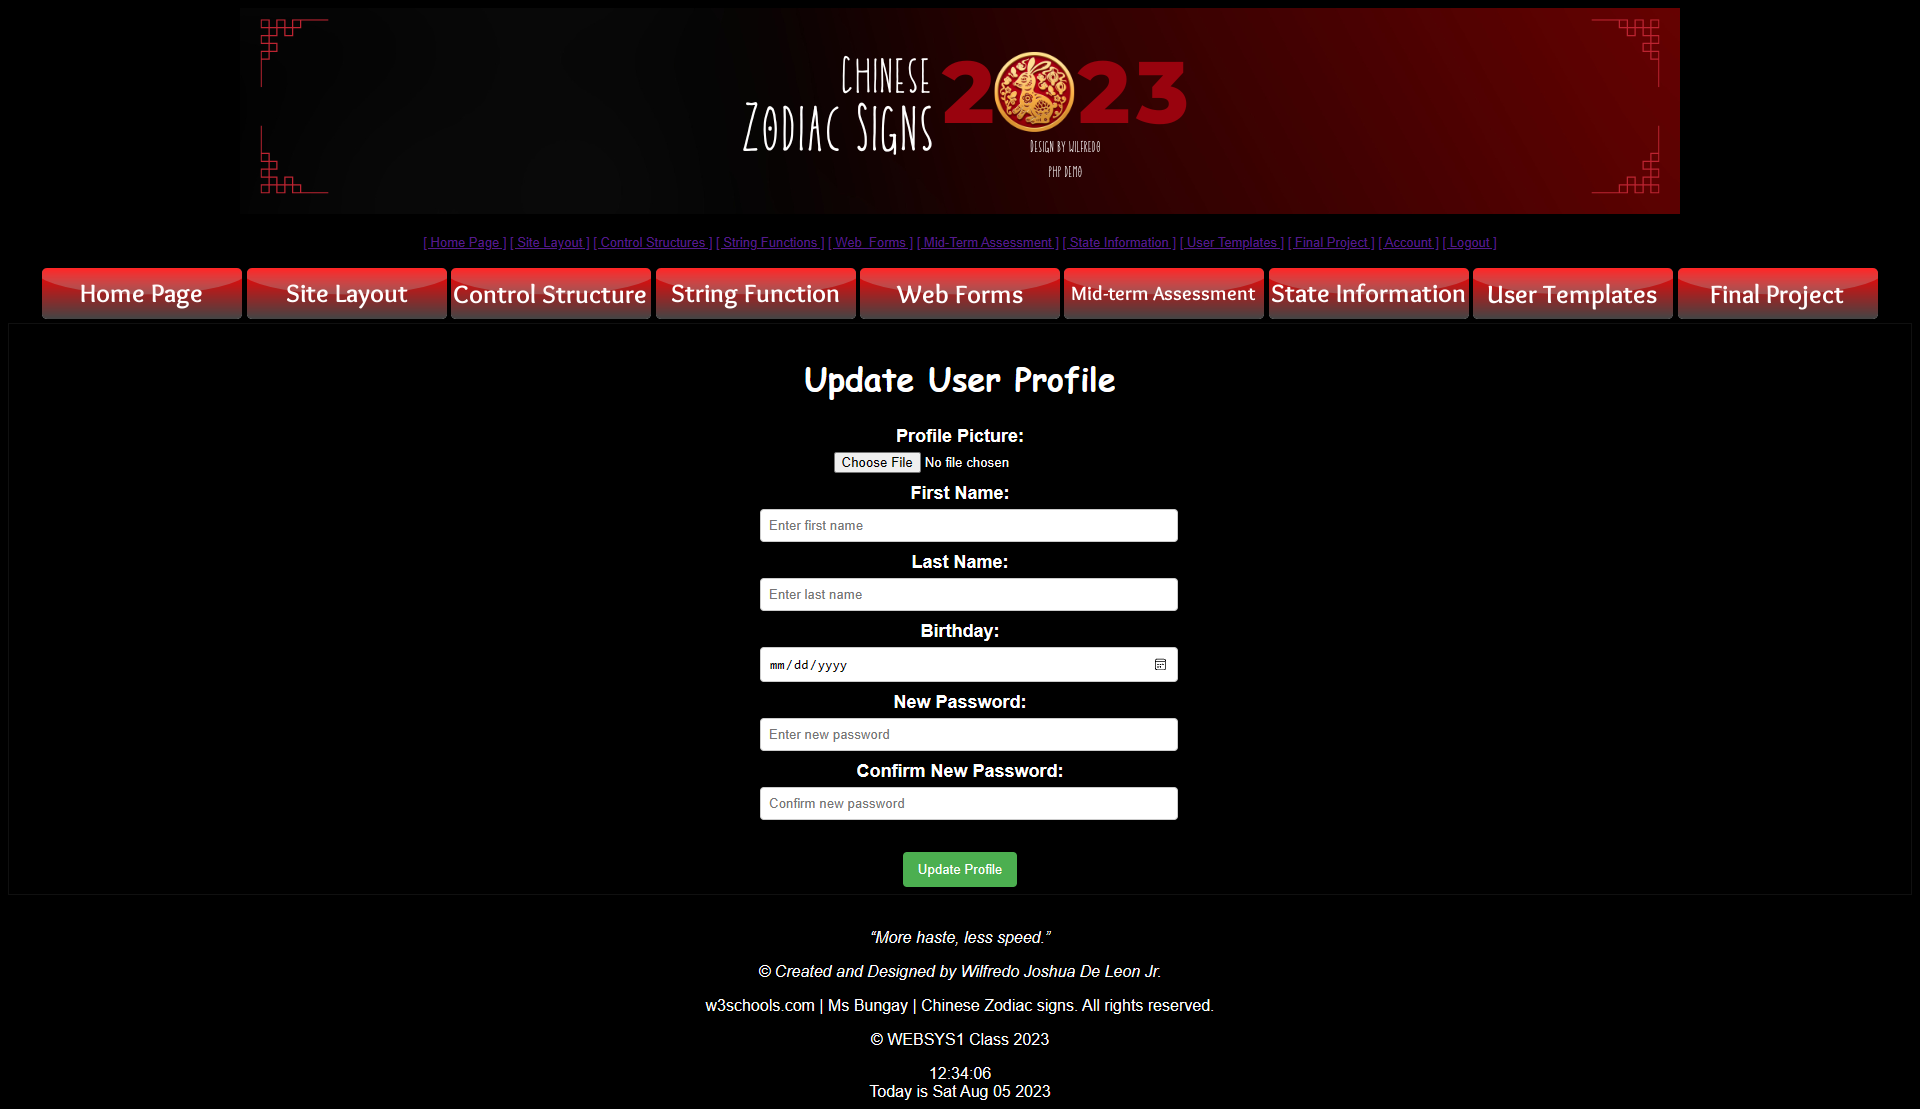 Chinese
Zodiac Signs
2023
Design by Wilfredo
PHP Demo
[ Home Page ] [ Site Layout ] [ Control Structures ] [ String Functions ] [ Web Forms ] [ Mid-Term Assessment ] [ State Information ] [ User Templates ] [ Final Project ] [ Account ] [ Logout ]
Home Page Site Layout Control Structure String Function Web Forms Mid-term Assessment State Information User Templates Final Project
Update User Profile
Profile Picture:
Choose File No file chosen
First Name:
Enter first name
Last Name:
Enter last name
Birthday:
mm/dd/yyyy
New Password:
Enter new password
Confirm New Password:
Confirm new password
Update Profile
“More haste, less speed.”
© Created and Designed by Wilfredo Joshua De Leon Jr.
w3schools.com | Ms Bungay | Chinese Zodiac signs. All rights reserved.
© WEBSYS1 Class 2023
12:34:06
Today is Sat Aug 05 2023